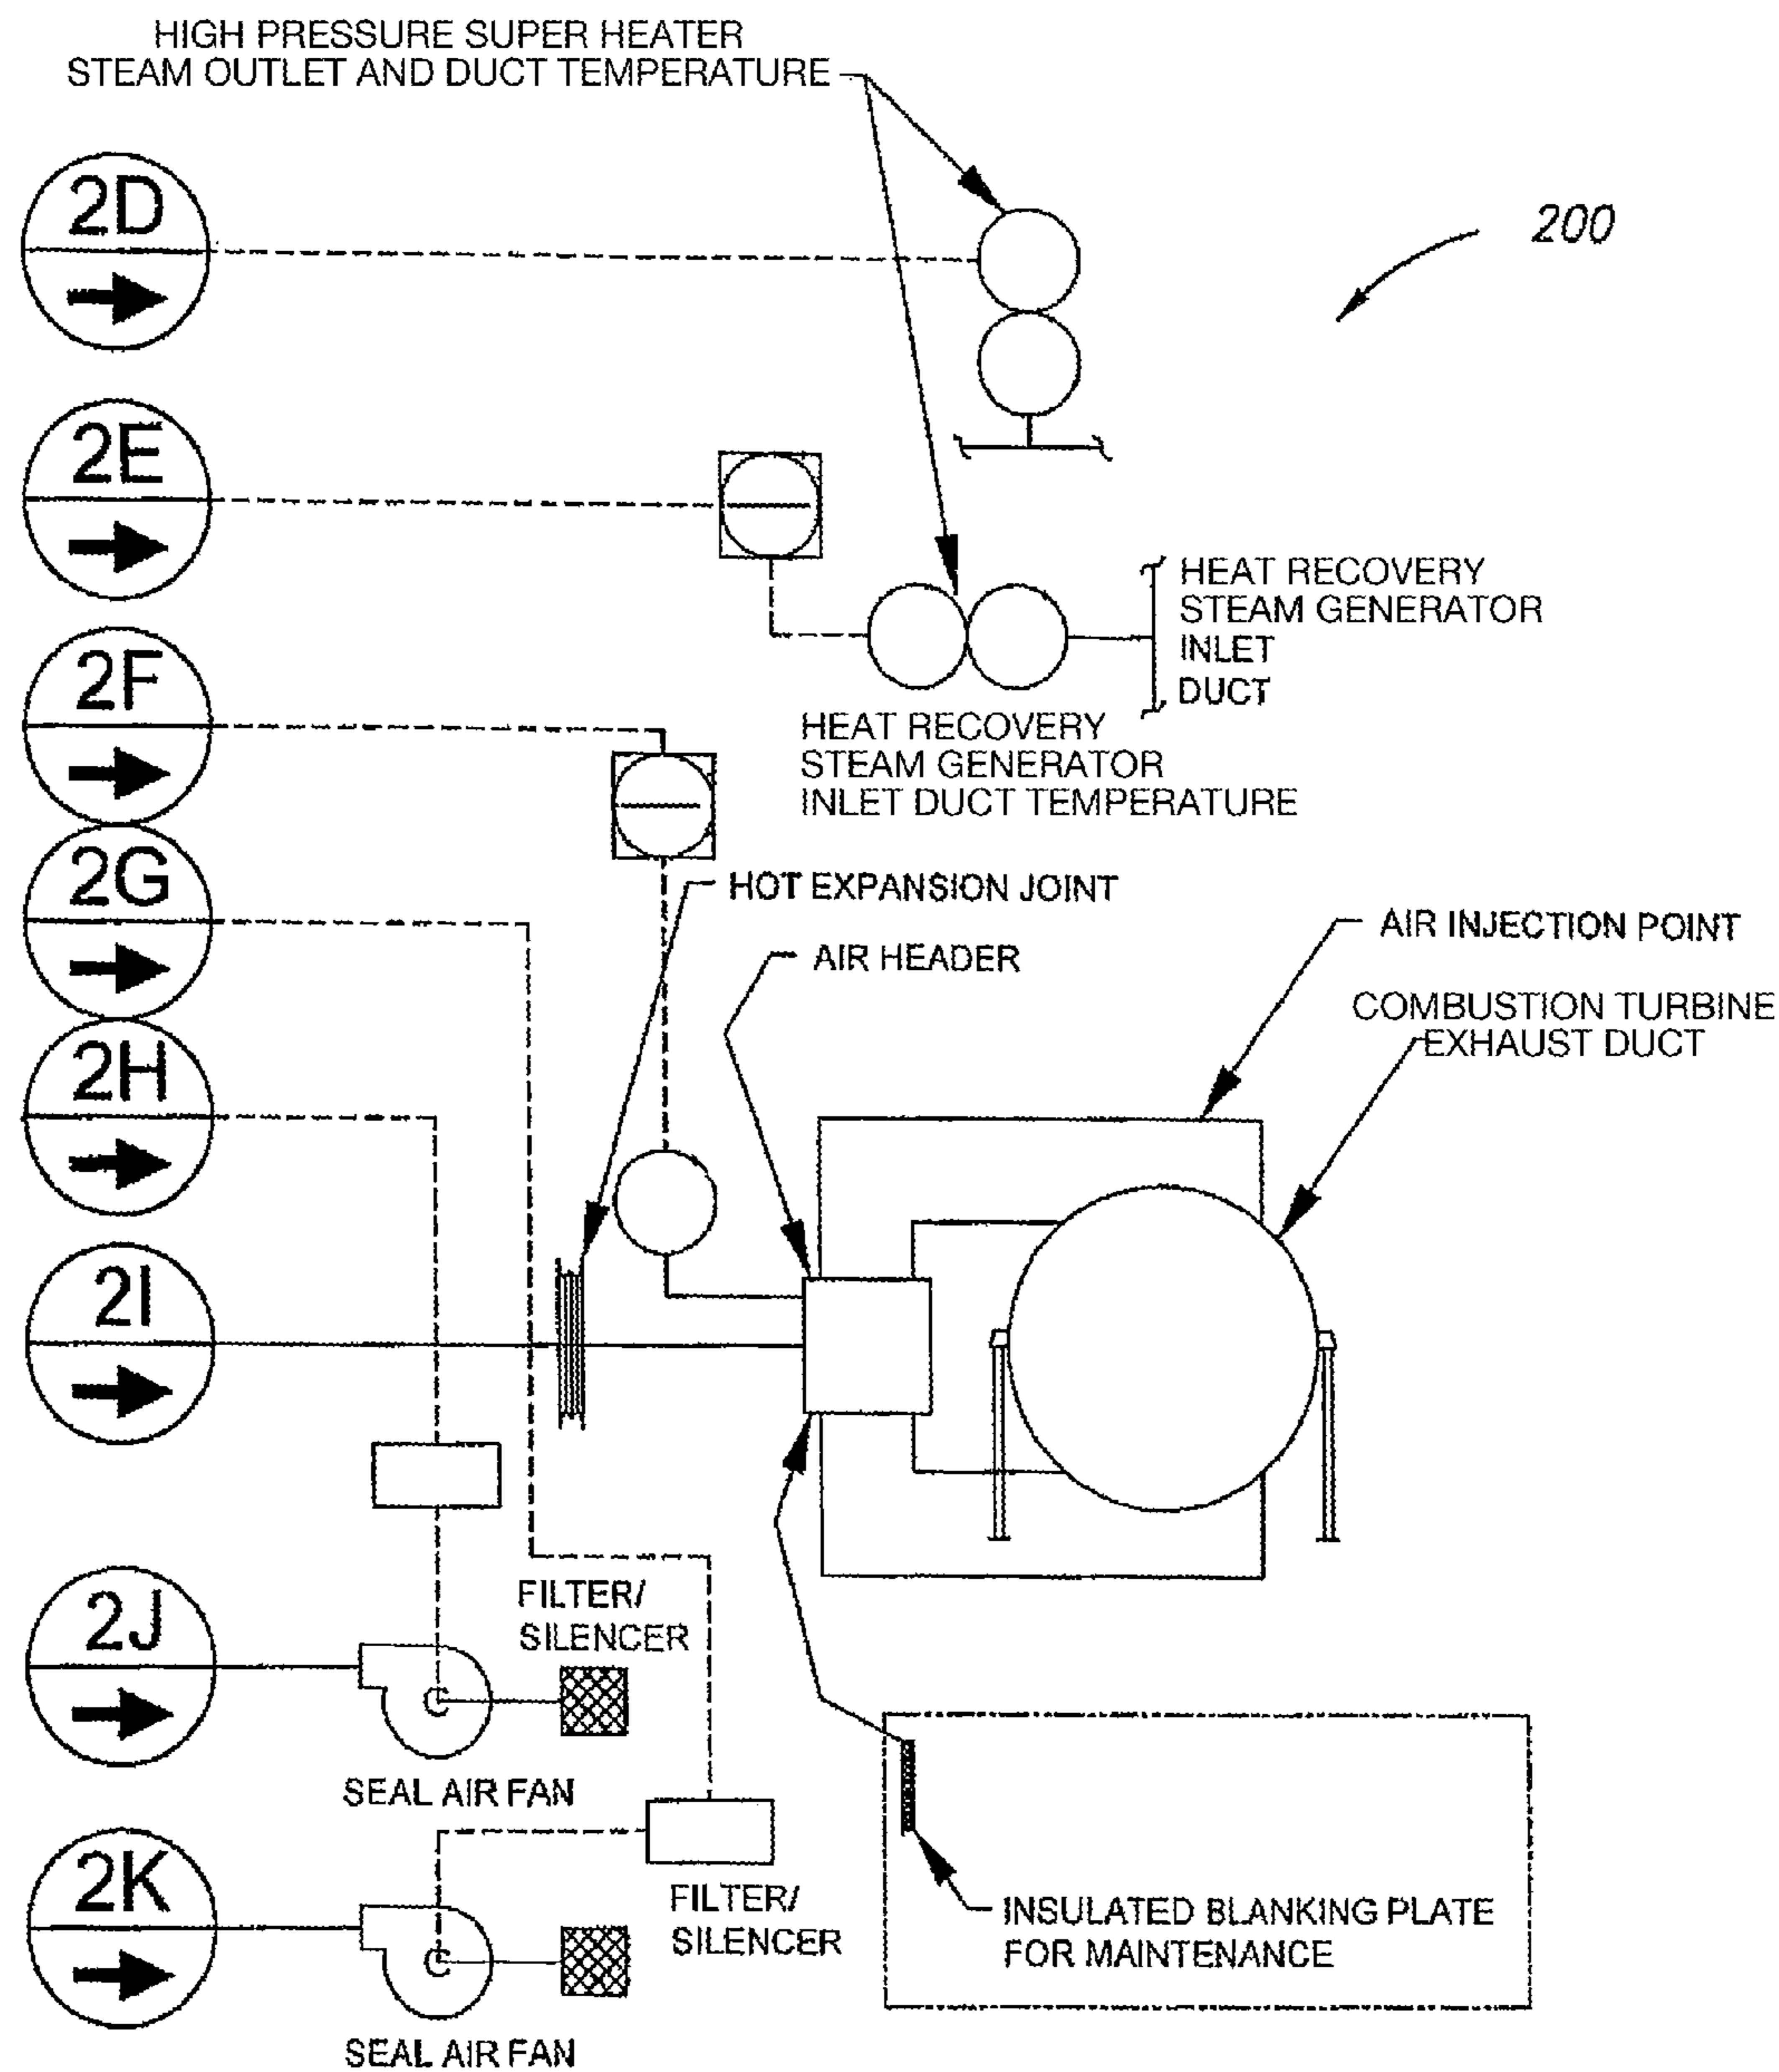 HIGH PRESSURE SUPER HEATER
STEAM OUTLET AND DUCT TEMPERATURE
2D
200
2E
HEAT RECOVERY
STEAM GENERATOR
INLET
DUCT
2F
HEAT RECOVERY
STEAM GENERATOR
INLET DUCT TEMPERATURE
2G
HOT EXPANSION JOINT
AIR INJECTION POINT
AIR HEADER
COMBUSTION TURBINE
EXHAUST DUCT
2H
2I
2J
FILTER/
SILENCER
C
SEAL AIR FAN
2K
FILTER/
SILENCER
C
INSULATED BLANKING PLATE
FOR MAINTENANCE
SEAL AIR FAN